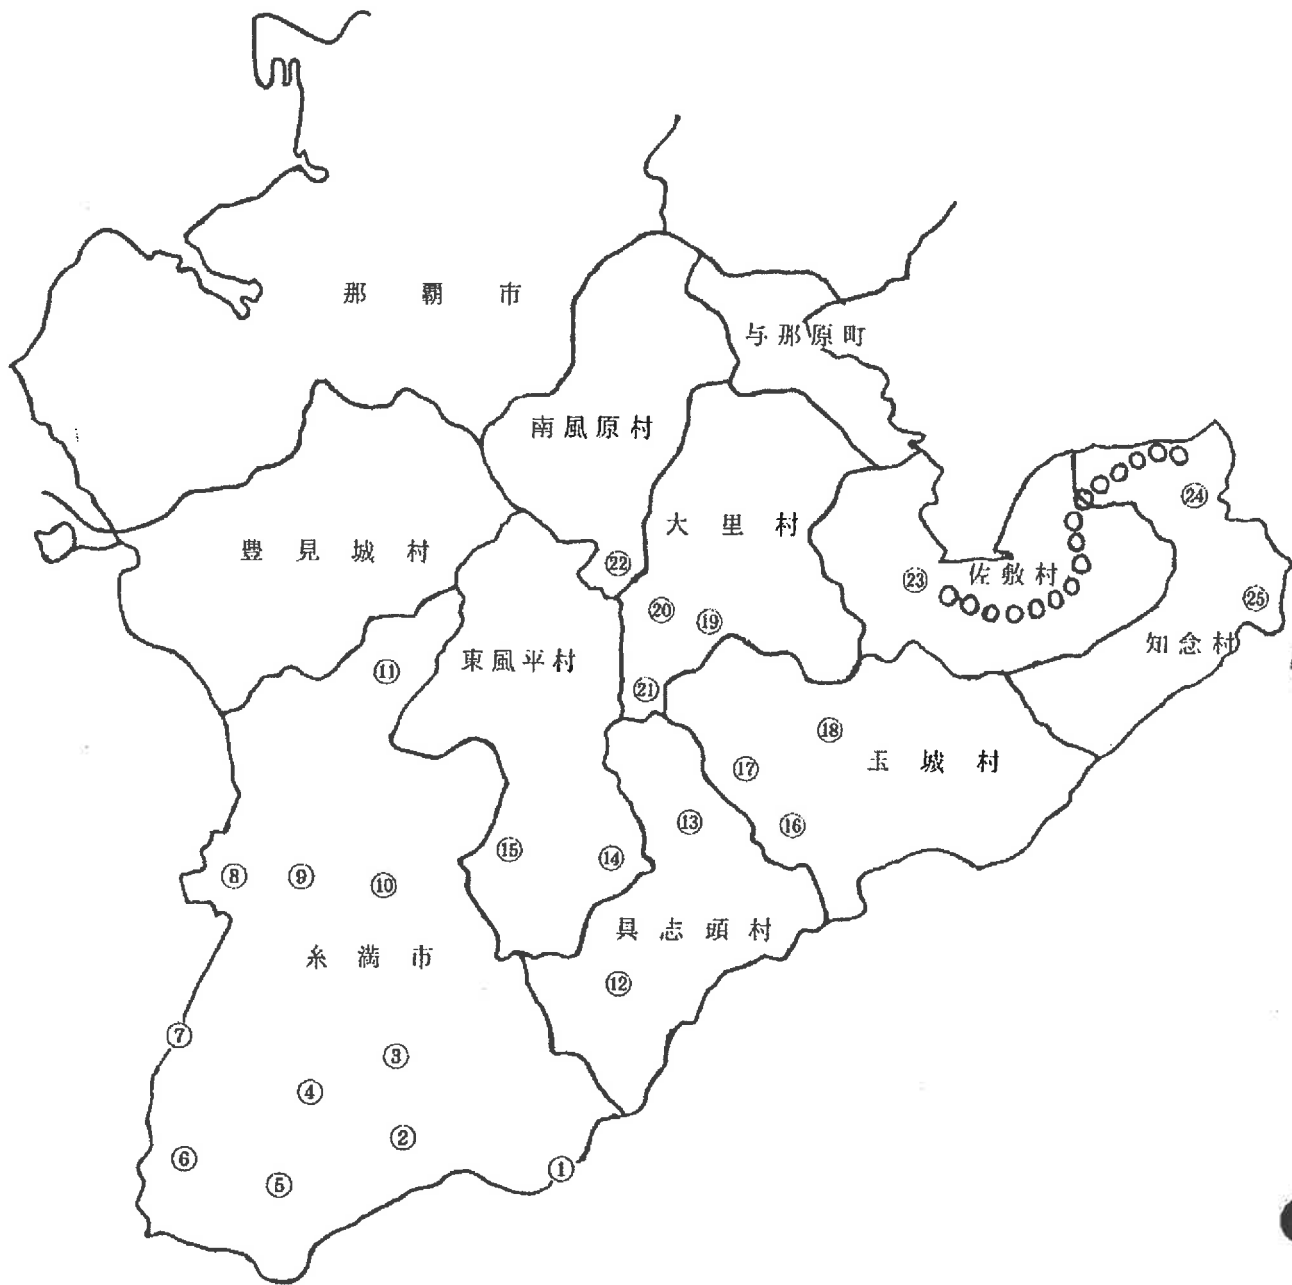 那覇市
与那原町
南風原村
大里村
豊見城村
㉒
㉔
㉓
佐敷村
㉕
⑳
⑲
知念村
⑪
東風平村
㉑
⑱
⑰
玉城村
⑯
⑬
⑮
⑭
⑧
⑨
⑩
具志頭村
糸満市
⑫
⑦
③
④
②
⑥
⑤
①